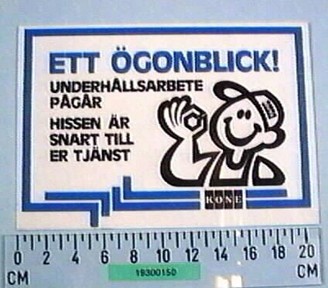 ETT ÖGONBLICK!
UNDERHÅLLSARBETE
PÅGÅR
HISSEN ÄR
SNART TILL
ER TJÄNST
KONE
0 2 4 6 8 10 12 14 16 18 20
CM CM
19300150